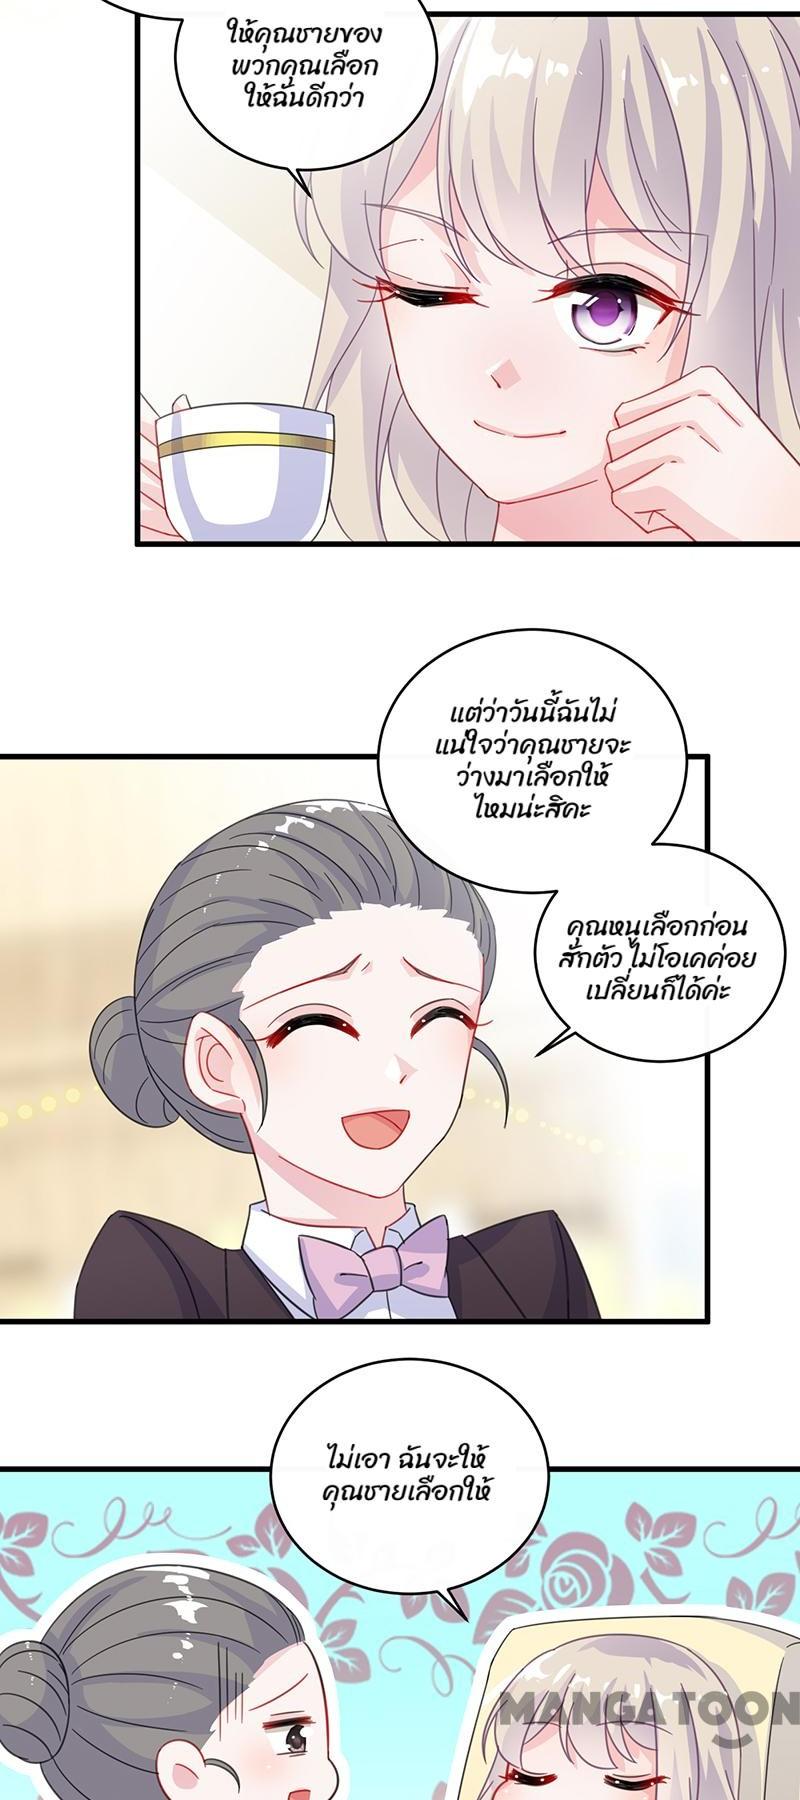 ให้คุณชายของ
พวกคุณเลือก
ให้ฉันดีกว่า
แต่ว่าวันนี้ฉันไม่
แน่ใจว่าคุณชายจะ
ว่างมาเลือกให้
ไหมน่ะสิคะ
คุณหนูเลือกก่อน
สักตัว ไม่โอเคค่อย
เปลี่ยนก็ได้ค่ะ
ไม่เอา ฉันจะให้
คุณชายเลือกให้
MANGATOON